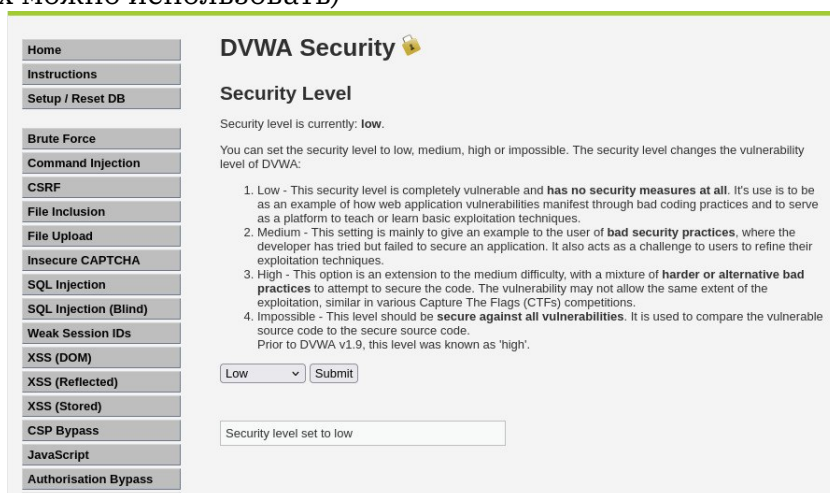 х можно использовать)
DVWA Security
Security Level
Security level is currently: low.
You can set the security level to low, medium, high or impossible. The security level changes the vulnerability
level of DVWA:
1. Low - This security level is completely vulnerable and has no security measures at all. It's use is to be
as an example of how web application vulnerabilities manifest through bad coding practices and to serve
as a platform to teach or learn basic exploitation techniques.
2. Medium - This setting is mainly to give an example to the user of bad security practices, where the
developer has tried but failed to secure an application. It also acts as a challenge to users to refine their
exploitation techniques.
3. High - This option is an extension to the medium difficulty, with a mixture of harder or alternative bad
practices to attempt to secure the code. The vulnerability may not allow the same extent of the
exploitation, similar in various Capture The Flags (CTFs) competitions.
4. Impossible - This level should be secure against all vulnerabilities. It is used to compare the vulnerable
source code to the secure source code.
Prior to DVWA v1.9, this level was known as 'high'.
Low
Submit
Security level set to low
Home
Instructions
Setup / Reset DB
Brute Force
Command Injection
CSRF
File Inclusion
File Upload
Insecure CAPTCHA
SQL Injection
SQL Injection (Blind)
Weak Session IDs
XSS (DOM)
XSS (Reflected)
XSS (Stored)
CSP Bypass
JavaScript
Authorisation Bypass